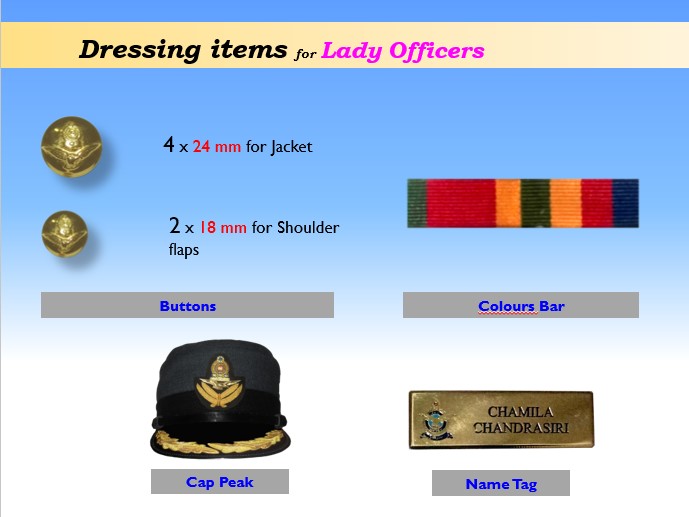 Dressing items for Lady Officers
4 x 24 mm for Jacket
2 x 18 mm for Shoulder
flaps
Buttons
Colours Bar
CHAMILA
CHANDRASIRI
Cap Peak
Name Tag